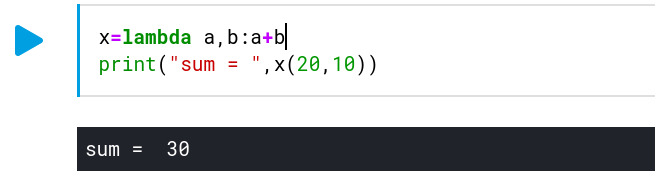 x=lambda a,b:a+b
print("sum = ",x(20,10))
sum =  30